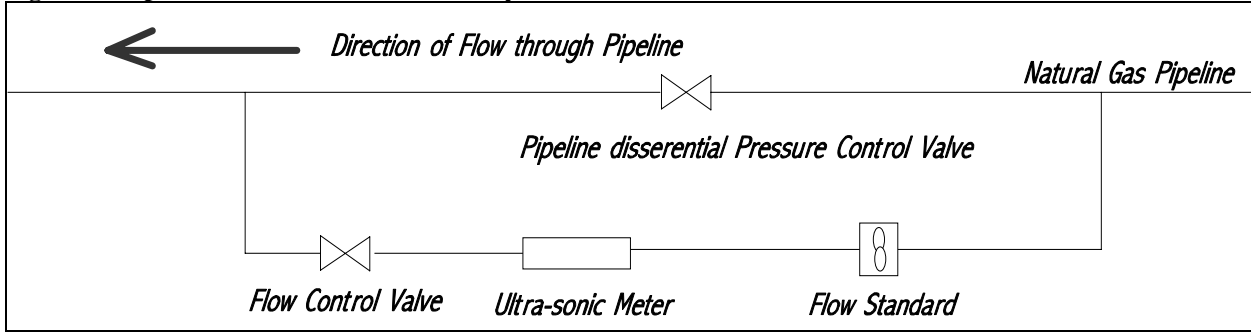 Direction of Flow through Pipeline
Natural Gas Pipeline
Pipeline disserential Pressure Control Valve
Flow Control Valve
Ultra-sonic Meter
Flow Standard